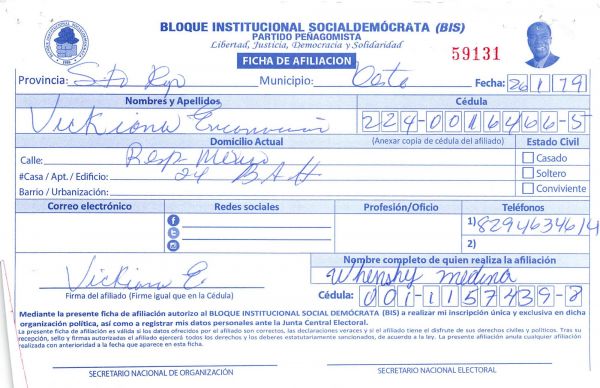 BLOQUE INSTITUCIONAL SOCIALDEMÓCRATA (BIS)
PARTIDO PEÑAGOMISTA
Libertad, Justicia, Democracia y Solidaridad
FICHA DE AFILIACION
59131
Provincia: Sto Rgo Municipio: Oeste Fecha: 26 1 79
Nombres y Apellidos Cédula
Vickiona 224-0016466-5
Domicilio Actual (Anexar copia de cédula del afiliado) Estado Civil
Calle: Resp
#Casa / Apt. / Edificio: 24 B A H
Barrio / Urbanización:
Casado
Soltero
Conviviente
Correo electrónico Redes sociales Profesión/Oficio Teléfonos
1) 8294634614
2)
Vickiona E
Firma del afiliado (Firme igual que en la Cédula)
Nombre completo de quien realiza la afiliación
Whenshy medina
Cédula: 001-1157439-8
Mediante la presente ficha de afiliación autorizo al BLOQUE INSTITUCIONAL SOCIAL DEMÓCRATA (BIS) a realizar mi inscripción única y exclusiva en dicha
organización política, así como a registrar mis datos personales ante la Junta Central Electoral.
La presente ficha de afiliación es válida si los datos ofrecidos por el afiliado son correctos, las declaraciones veraces y si el afiliado tiene el disfrute de sus derechos civiles y políticos. Tras su
recepción, sello y firmas autorizadas el afiliado ejercerá todos los derechos y los deberes estatutariamente sancionados, de acuerdo a la ley. La presente afiliación anula cualquier afiliación
realizada con anterioridad a la fecha que aparece en esta ficha.
SECRETARIO NACIONAL DE ORGANIZACIÓN SECRETARIO NACIONAL ELECTORAL